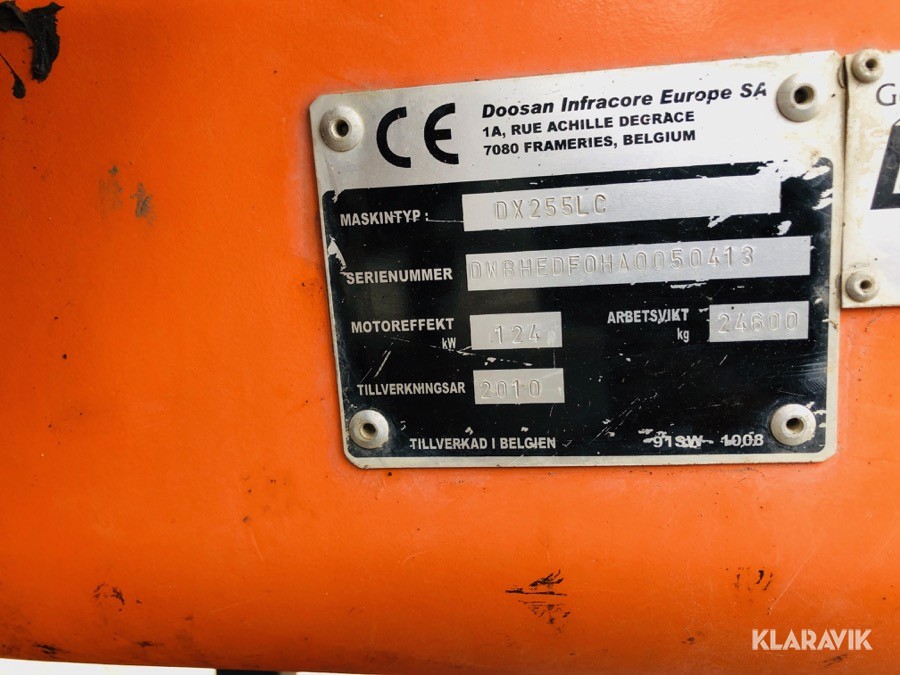 CE
Doosan Infracore Europe SA
1A, RUE ACHILLE DEGRACE
7080 FRAMERIES, BELGIUM
MASKINTYP: DX255LC
SERIENUMMER DWBHEDF0HA0050413
MOTOREFFEKT kW 124 ARBETSVIKT kg 24600
TILLVERKNINGSAR 2010
TILLVERKAD I BELGIEN 91SW- 1008
KLARAVIK